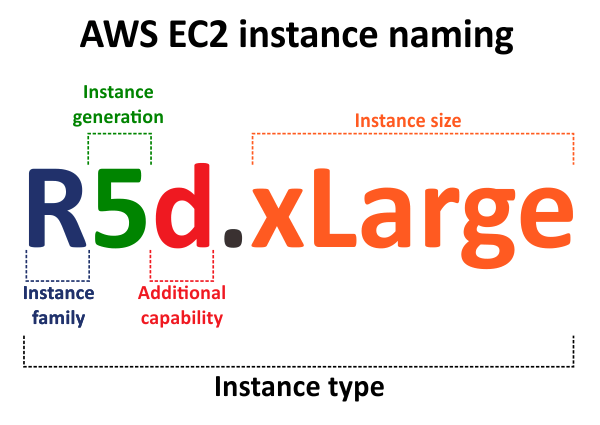 AWS EC2 instance naming
Instance
generation
Instance size
R5d.xLarge
Instance
family
Additional
capability
Instance type